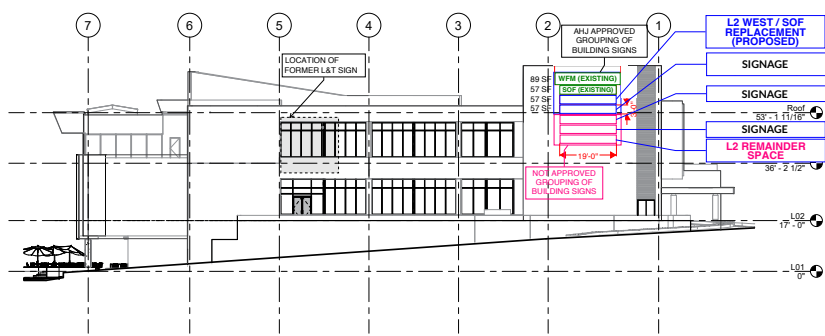 7
6
5
4
3
2
1
AHJ APPROVED
GROUPING OF
BUILDING SIGNS
L2 WEST / SOF
REPLACEMENT
(PROPOSED)
LOCATION OF
FORMER L&T SIGN
SIGNAGE
89 SF
WFM (EXISTING)
57 SF
SOF (EXISTING)
57 SF
57 SF
SIGNAGE
Roof
53' - 1 11/16"
SIGNAGE
L2 REMAINDER
SPACE
19'-0"
36' - 2 1/2"
NOT APPROVED
GROUPING OF
BUILDING SIGNS
L02
17' - 0"
L01
0"